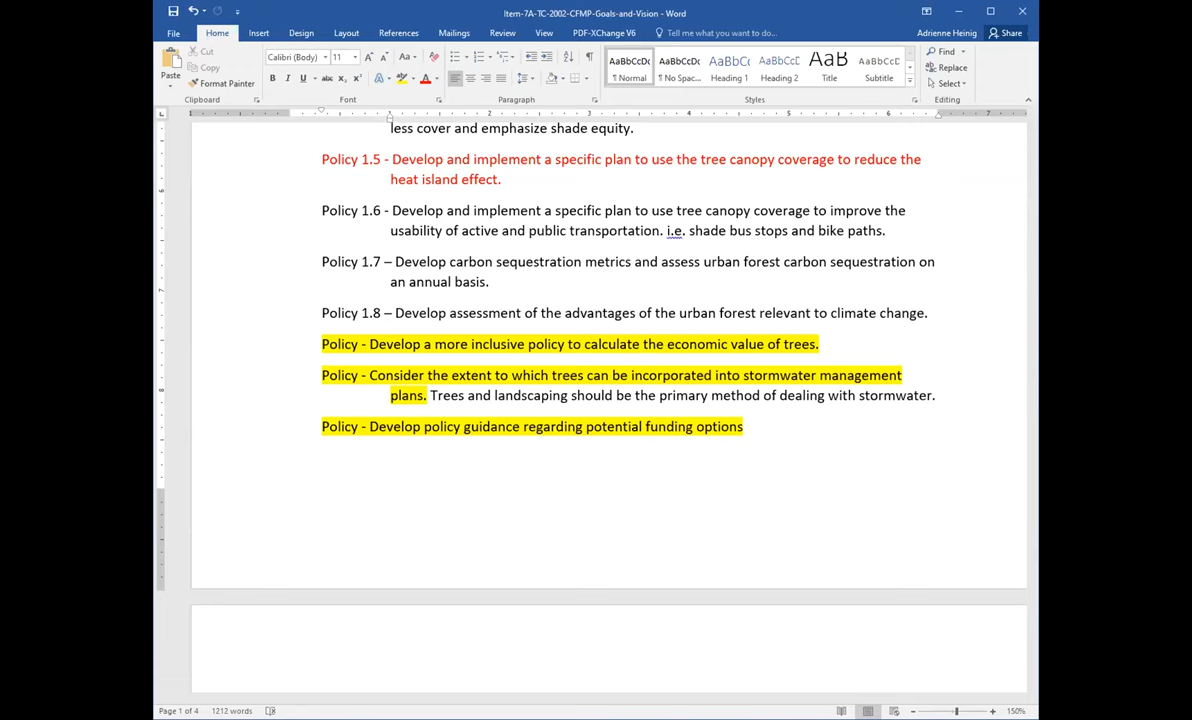 Item-7A-TC-2002-CFMP-Goals-and-Vision - Word
File Home Insert Design Layout References Mailings Review View PDF-XChange V6 Tell me what you want to do... Adrienne Heinig Share
Paste Cut Copy Format Painter
Calibri (Body) 11
AaBbCcDc AaBbCcDc AaBbCc AaBbCcD AaB AaBbCcD
¶ Normal ¶ No Spac... Heading 1 Heading 2 Title Subtitle
Find Replace Select
Clipboard Font Paragraph Styles Editing
1 1 2 3 4 5 6 7
less cover and emphasize shade equity.
Policy 1.5 - Develop and implement a specific plan to use the tree canopy coverage to reduce the
heat island effect.
Policy 1.6 - Develop and implement a specific plan to use tree canopy coverage to improve the
usability of active and public transportation. i.e. shade bus stops and bike paths.
Policy 1.7 – Develop carbon sequestration metrics and assess urban forest carbon sequestration on
an annual basis.
Policy 1.8 – Develop assessment of the advantages of the urban forest relevant to climate change.
Policy - Develop a more inclusive policy to calculate the economic value of trees.
Policy - Consider the extent to which trees can be incorporated into stormwater management
plans. Trees and landscaping should be the primary method of dealing with stormwater.
Policy - Develop policy guidance regarding potential funding options
Page 1 of 4 1212 words 150%